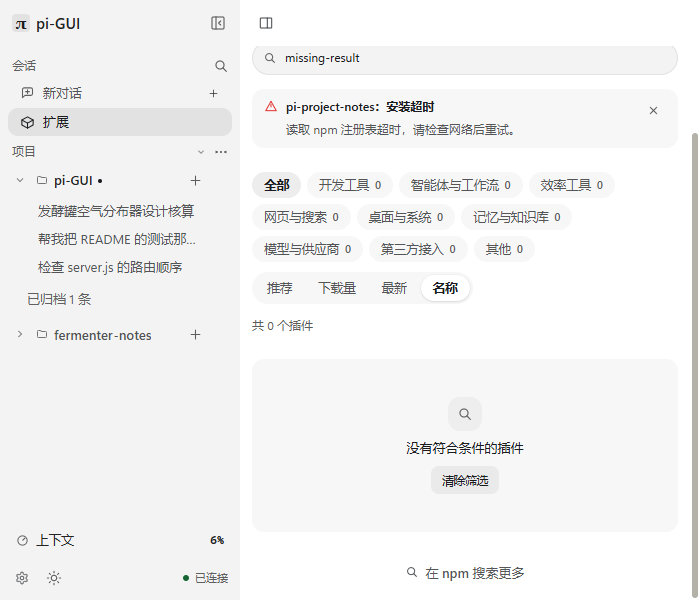 pi-GUI
会话
新对话
扩展
项目
pi-GUI
发酵罐空气分布器设计核算
帮我把 README 的测试那...
检查 server.js 的路由顺序
已归档 1 条
fermenter-notes
上下文 6%
已连接
missing-result
pi-project-notes：安装超时
读取 npm 注册表超时，请检查网络后重试。
全部 开发工具 0 智能体与工作流 0 效率工具 0
网页与搜索 0 桌面与系统 0 记忆与知识库 0
模型与供应商 0 第三方接入 0 其他 0
推荐 下载量 最新 名称
共 0 个插件
没有符合条件的插件
清除筛选
在 npm 搜索更多